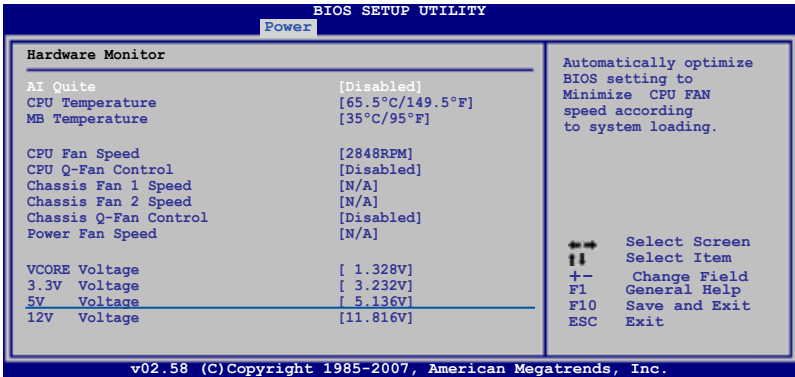 BIOS SETUP UTILITY
Power
Hardware Monitor
AI Quite [Disabled]
CPU Temperature [65.5°C/149.5°F]
MB Temperature [35°C/95°F]
CPU Fan Speed [2848RPM]
CPU Q-Fan Control [Disabled]
Chassis Fan 1 Speed [N/A]
Chassis Fan 2 Speed [N/A]
Chassis Q-Fan Control [Disabled]
Power Fan Speed [N/A]
VCORE Voltage [ 1.328V]
3.3V Voltage [ 3.232V]
5V Voltage [ 5.136V]
12V Voltage [11.816V]
Automatically optimize
BIOS setting to
Minimize CPU FAN
speed according
to system loading.
Select Screen
Select Item
+- Change Field
F1 General Help
F10 Save and Exit
ESC Exit
v02.58 (C)Copyright 1985-2007, American Megatrends, Inc.